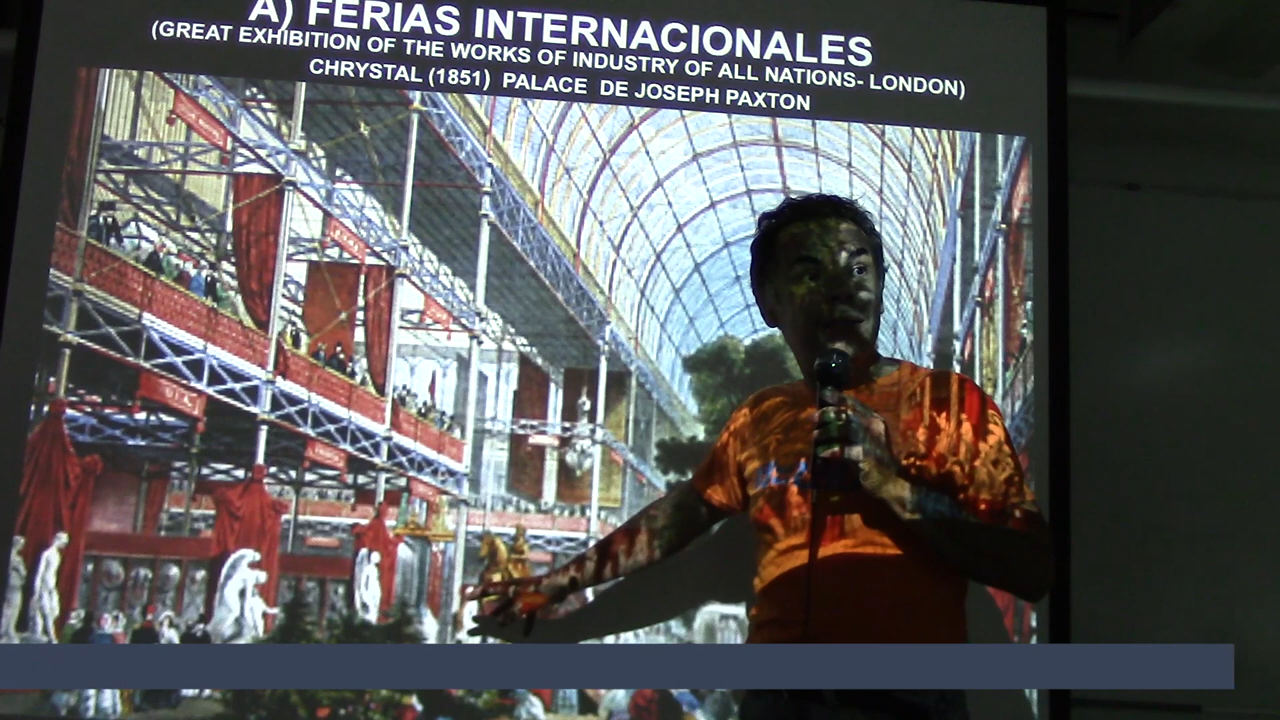 A) FERIAS INTERNACIONALES
(GREAT EXHIBITION OF THE WORKS OF INDUSTRY OF ALL NATIONS- LONDON)
CHRYSTAL (1851) PALACE DE JOSEPH PAXTON